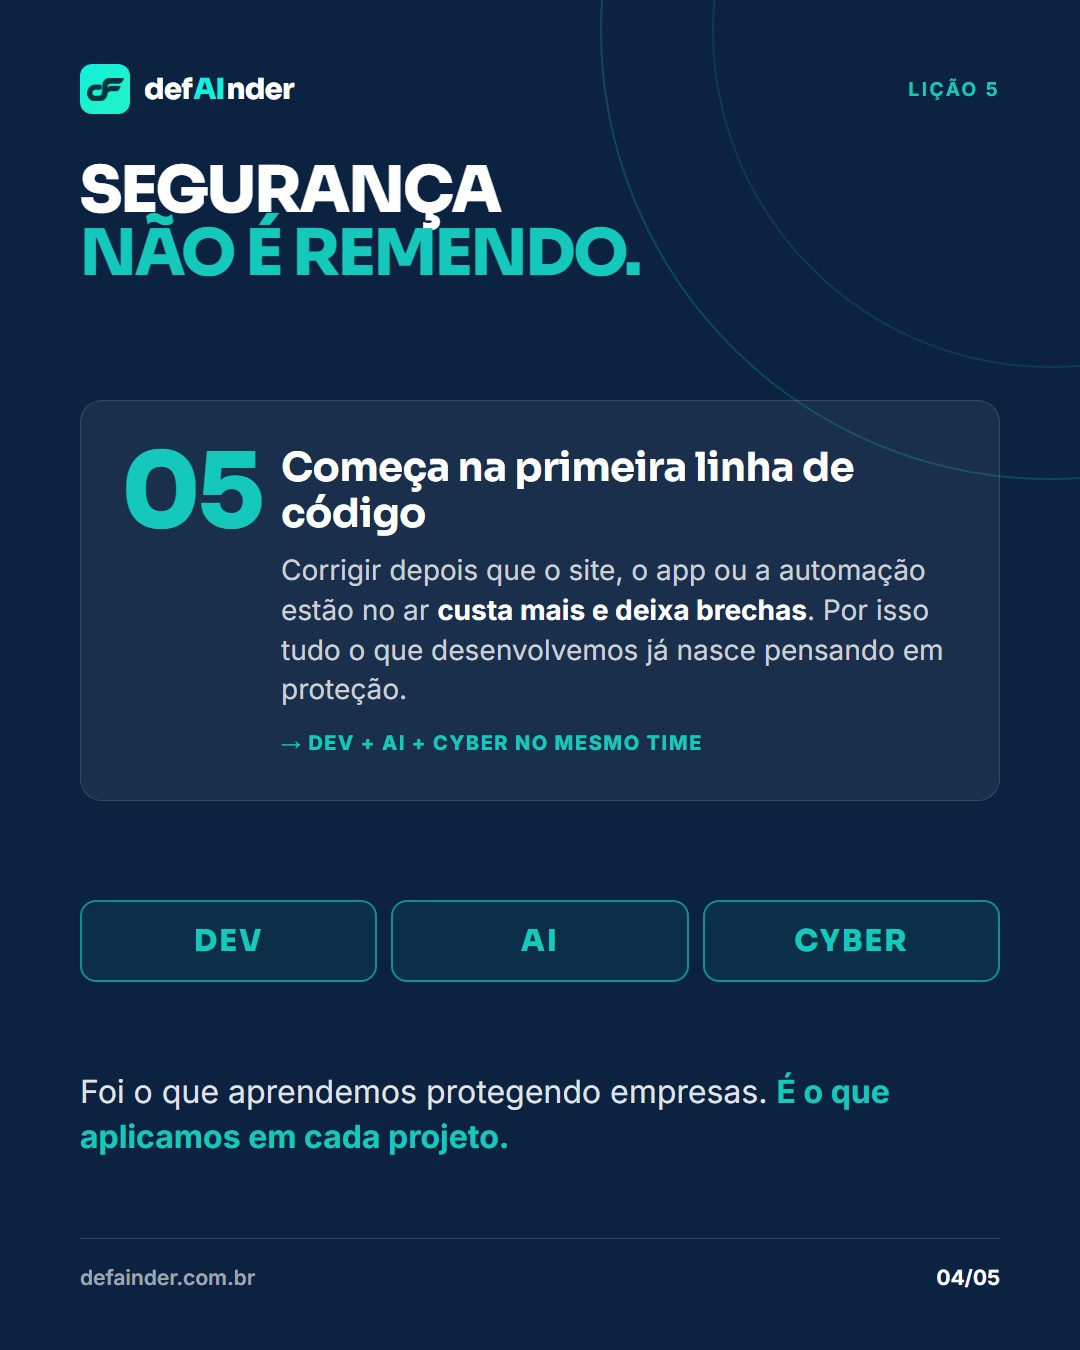 defAInder
LIÇÃO 5
SEGURANÇA
NÃO É REMENDO.
05
Começa na primeira linha de
código
Corrigir depois que o site, o app ou a automação
estão no ar custa mais e deixa brechas. Por isso
tudo o que desenvolvemos já nasce pensando em
proteção.
→ DEV + AI + CYBER NO MESMO TIME
DEV
AI
CYBER
Foi o que aprendemos protegendo empresas. É o que
aplicamos em cada projeto.
defainder.com.br
04/05